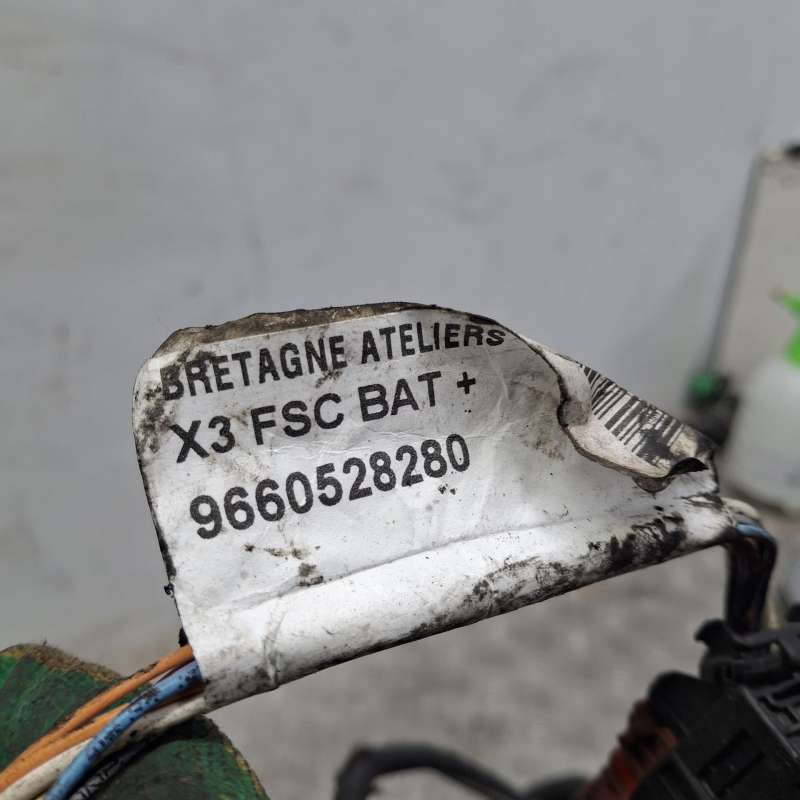 BRETAGNE ATELIERS
X3 FSC BAT +
9660528280